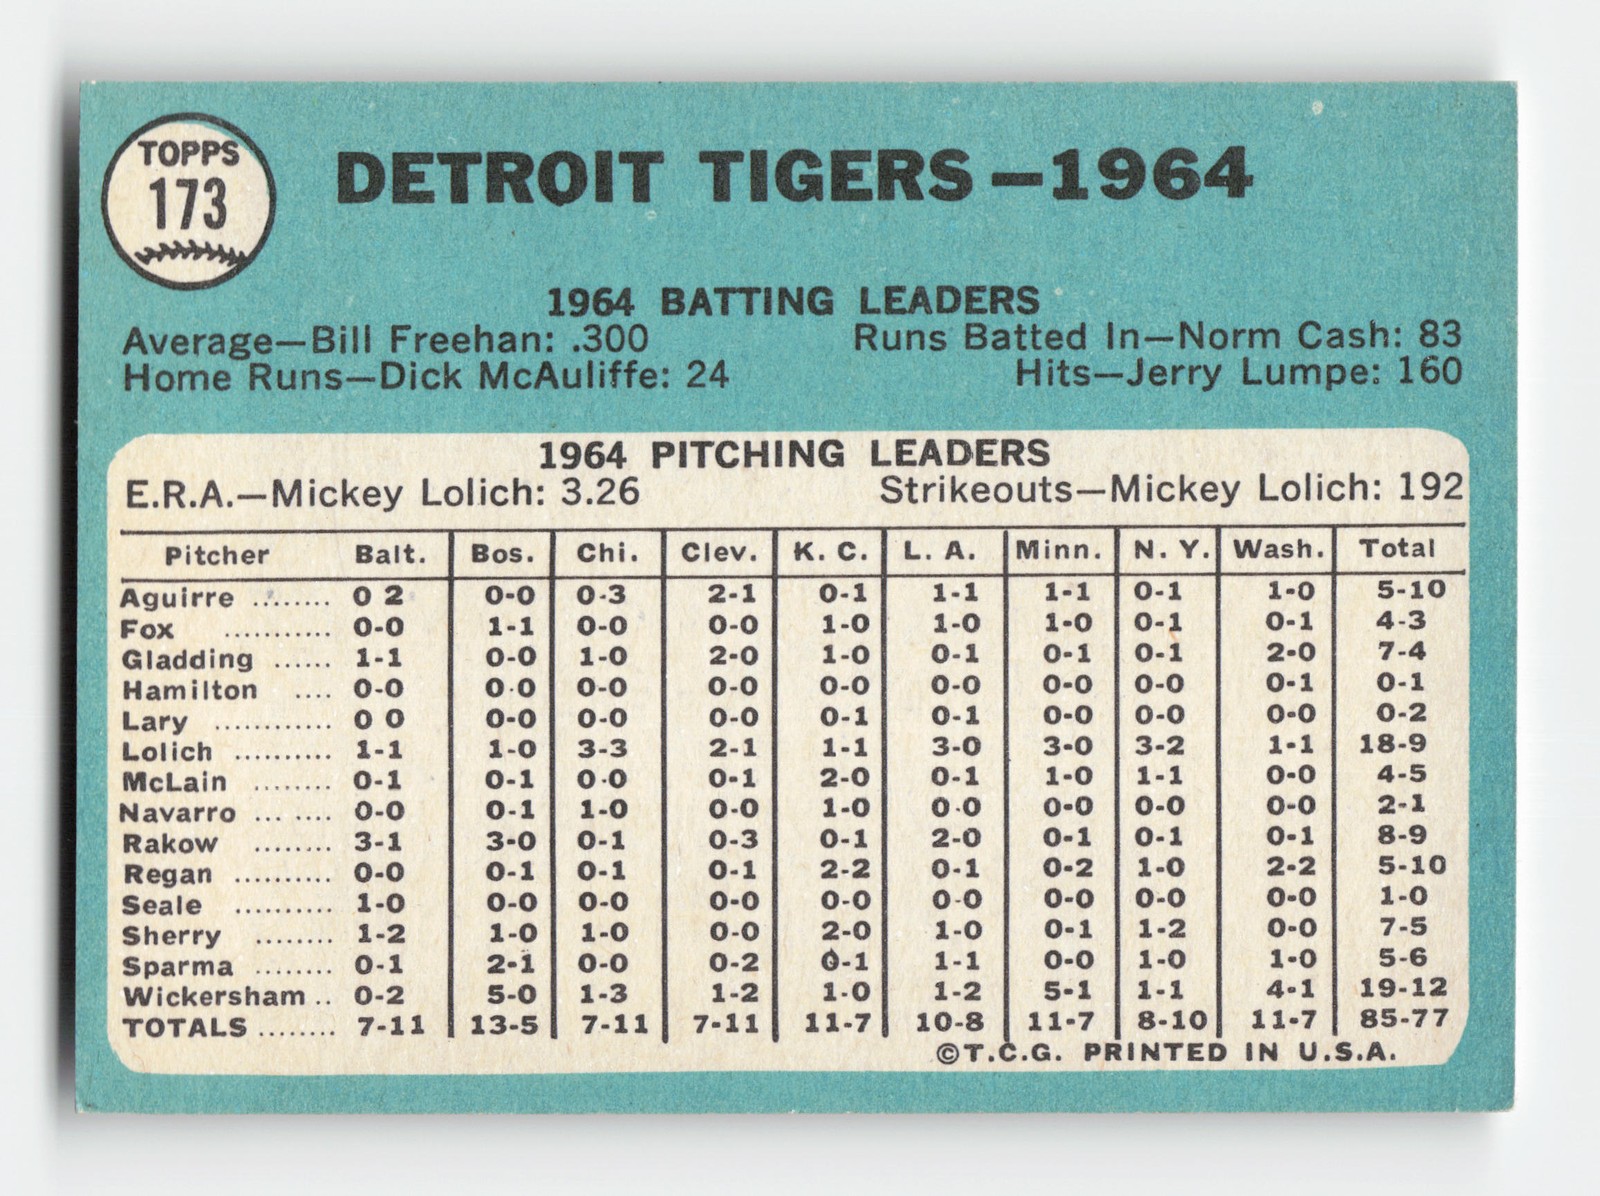 TOPPS
173
DETROIT TIGERS—1964
1964 BATTING LEADERS
Average—Bill Freehan: .300 Runs Batted In—Norm Cash: 83
Home Runs—Dick McAuliffe: 24 Hits—Jerry Lumpe: 160
1964 PITCHING LEADERS
E.R.A.—Mickey Lolich: 3.26 Strikeouts—Mickey Lolich: 192
Pitcher Balt. Bos. Chi. Clev. K. C. L. A. Minn. N. Y. Wash. Total
Aguirre ........ 0 2 0-0 0-3 2-1 0-1 1-1 1-1 0-1 1-0 5-10
Fox ........... 0-0 1-1 0-0 0-0 1-0 1-0 1-0 0-1 0-1 4-3
Gladding ...... 1-1 0-0 1-0 2-0 1-0 0-1 0-1 0-1 2-0 7-4
Hamilton .... 0-0 0-0 0-0 0-0 0-0 0-0 0-0 0-0 0-1 0-1
Lary ............ 0 0 0-0 0-0 0-0 0-1 0-1 0-0 0-0 0-0 0-2
Lolich .......... 1-1 1-0 3-3 2-1 1-1 3-0 3-0 3-2 1-1 18-9
McLain ........ 0-1 0-1 0-0 0-1 2-0 0-1 1-0 1-1 0-0 4-5
Navarro ... .... 0-0 0-1 1-0 0-0 1-0 0-0 0-0 0-0 0-0 2-1
Rakow ........ 3-1 3-0 0-1 0-3 0-1 2-0 0-1 0-1 0-1 8-9
Regan .......... 0-0 0-1 0-1 0-1 2-2 0-1 0-2 1-0 2-2 5-10
Seale .......... 1-0 0-0 0-0 0-0 0-0 0-0 0-0 0-0 0-0 1-0
Sherry ........ 1-2 1-0 1-0 0-0 2-0 1-0 0-1 1-2 0-0 7-5
Sparma ........ 0-1 2-1 0-0 0-2 0-1 1-1 0-0 1-0 1-0 5-6
Wickersham .. 0-2 5-0 1-3 1-2 1-0 1-2 5-1 1-1 4-1 19-12
TOTALS ........ 7-11 13-5 7-11 7-11 11-7 10-8 11-7 8-10 11-7 85-77
©T.C.G. PRINTED IN U.S.A.